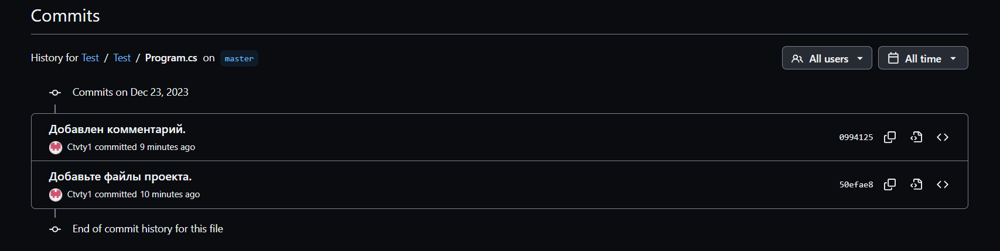 Commits
History for Test / Test / Program.cs on master
All users
All time
Commits on Dec 23, 2023
Добавлен комментарий.
Ctvty1 committed 9 minutes ago
0994125
Добавьте файлы проекта.
Ctvty1 committed 10 minutes ago
50efae8
End of commit history for this file